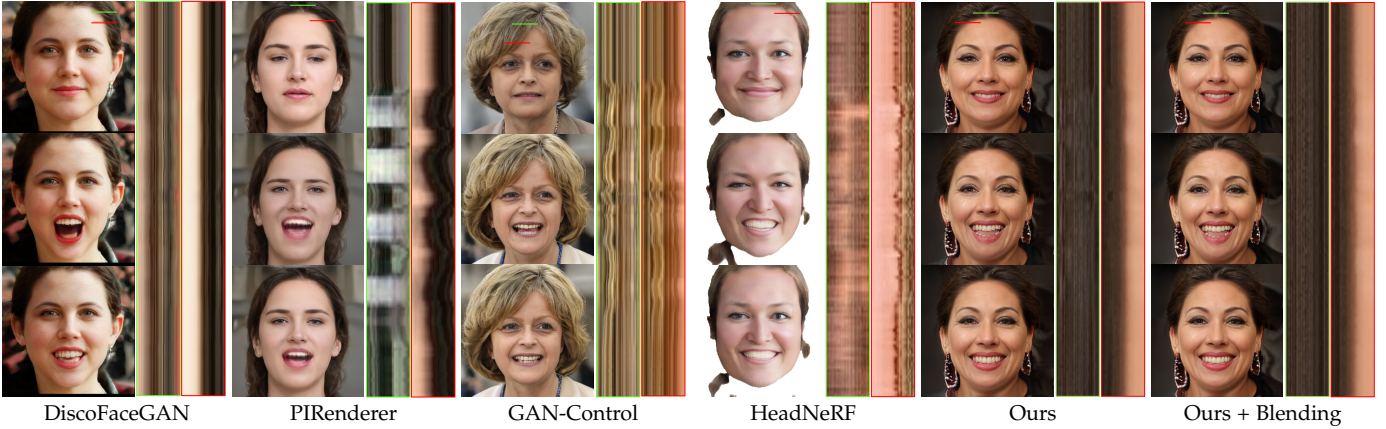 DiscoFaceGAN PIRenderer GAN-Control HeadNeRF Ours Ours + Blending